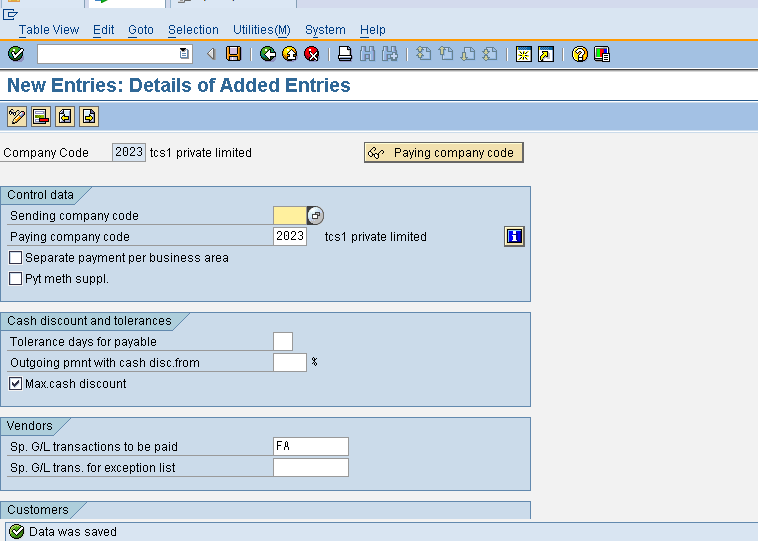 Table View Edit Goto Selection Utilities(M) System Help
New Entries: Details of Added Entries
Company Code 2023 tcs1 private limited Paying company code
Control data
Sending company code
Paying company code 2023 tcs1 private limited
Separate payment per business area
Pyt meth suppl.
Cash discount and tolerances
Tolerance days for payable
Outgoing pmnt with cash disc.from %
Max.cash discount
Vendors
Sp. G/L transactions to be paid FA
Sp. G/L trans. for exception list
Customers
Data was saved